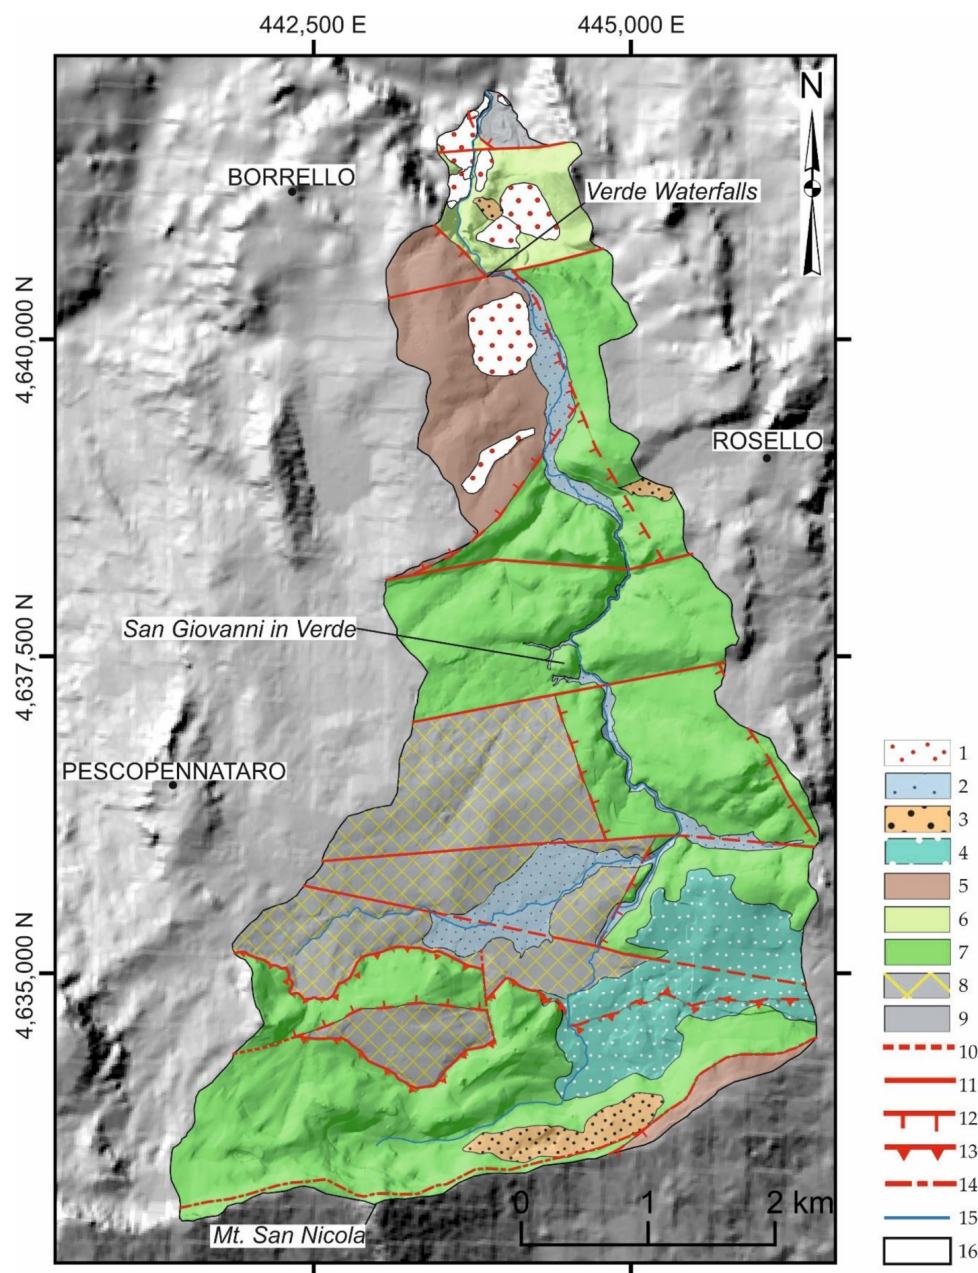 442,500 E
445,000 E
N
BORRELLO
Verde Waterfalls
4,640,000 N
ROSELLO
San Giovanni in Verde
4,637,500 N
PESCOPENNATARO
1
2
3
4
5
6
7
8
4,635,000 N
9
10
11
12
13
14
15
16
0 1 2 km
Mt. San Nicola